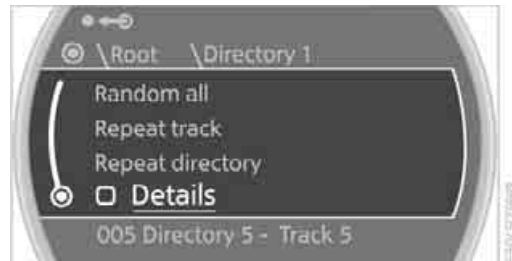 \Root \Directory 1
Random all
Repeat track
Repeat directory
Details
005 Directory 5 - Track 5